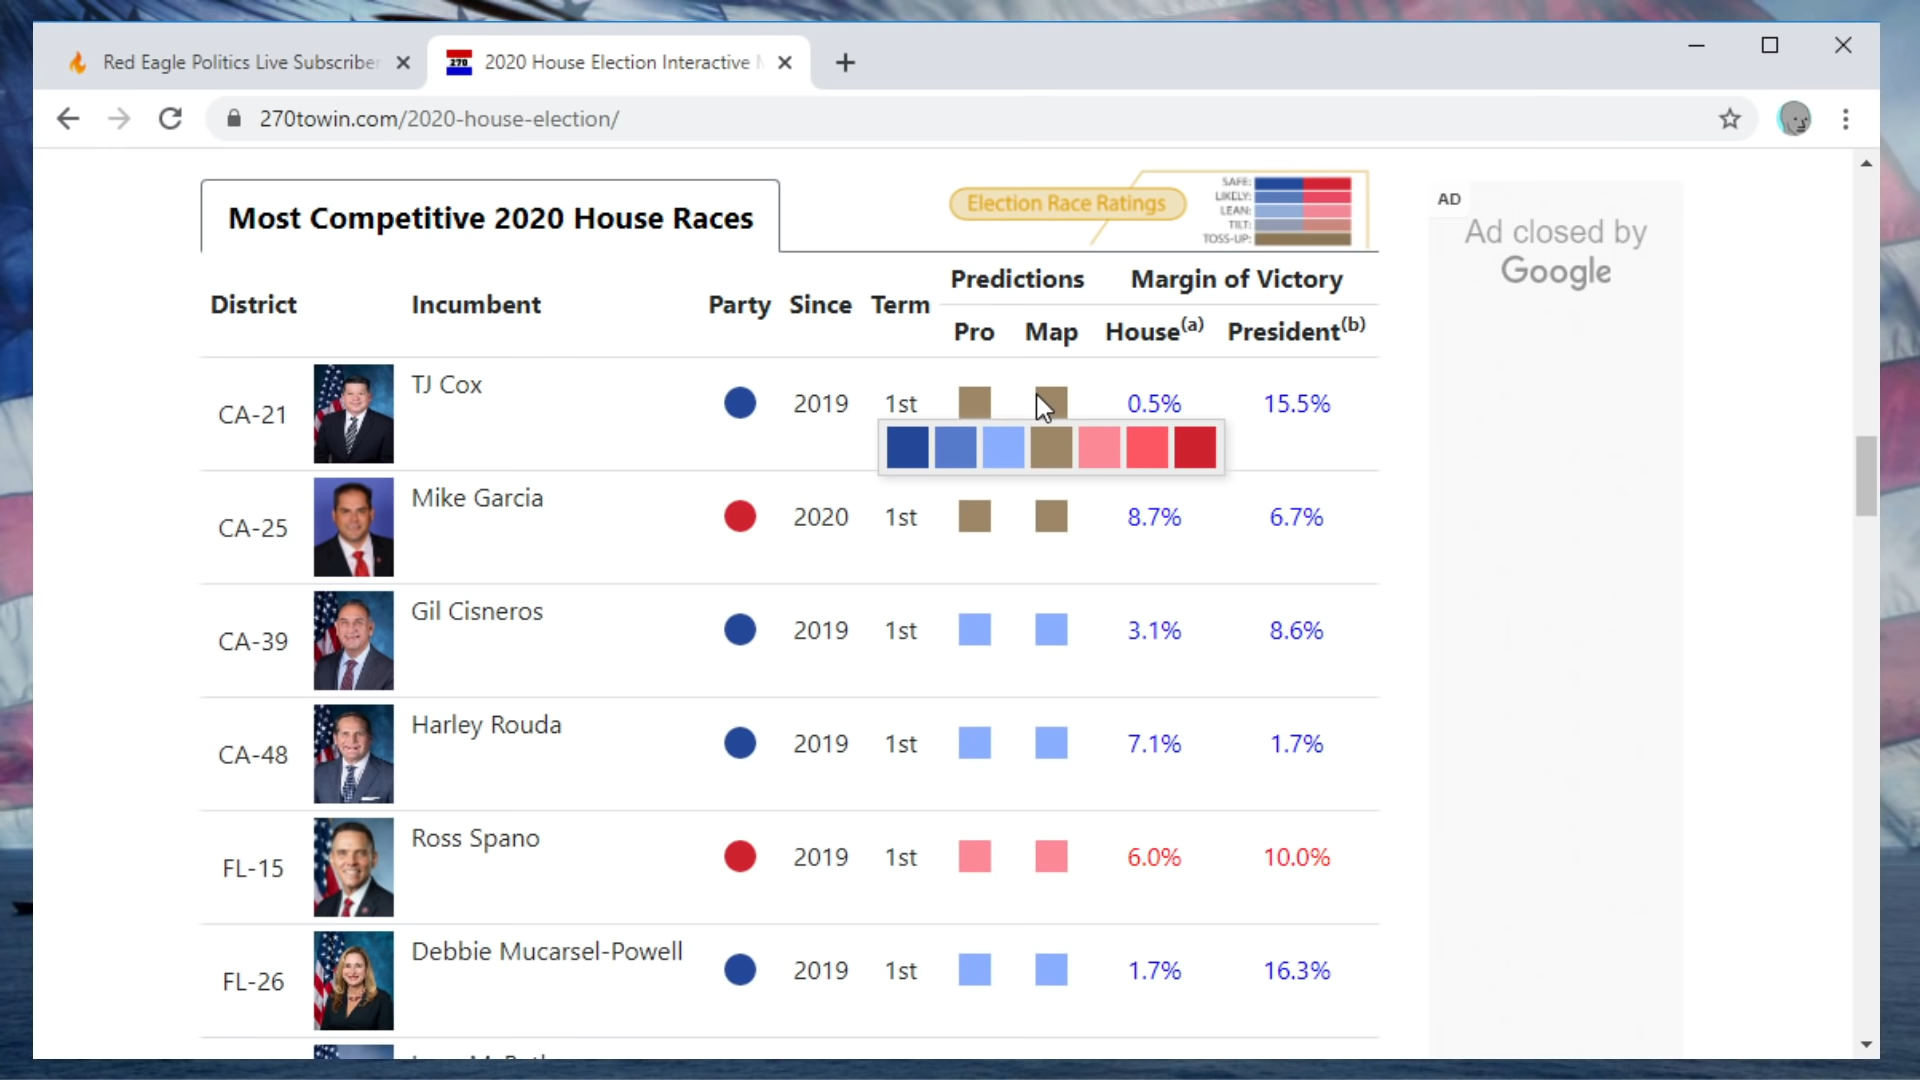 Red Eagle Politics Live Subscriber
270
2020 House Election Interactive
270towin.com/2020-house-election/
Most Competitive 2020 House Races
Election Race Ratings
SAFE:
LIKELY:
LEAN:
TILT:
TOSS-UP:
AD
Ad closed by
Google
District Incumbent Party Since Term Predictions Margin of Victory
Pro Map House(a) President(b)
CA-21 TJ Cox 2019 1st 0.5% 15.5%
CA-25 Mike Garcia 2020 1st 8.7% 6.7%
CA-39 Gil Cisneros 2019 1st 3.1% 8.6%
CA-48 Harley Rouda 2019 1st 7.1% 1.7%
FL-15 Ross Spano 2019 1st 6.0% 10.0%
FL-26 Debbie Mucarsel-Powell 2019 1st 1.7% 16.3%